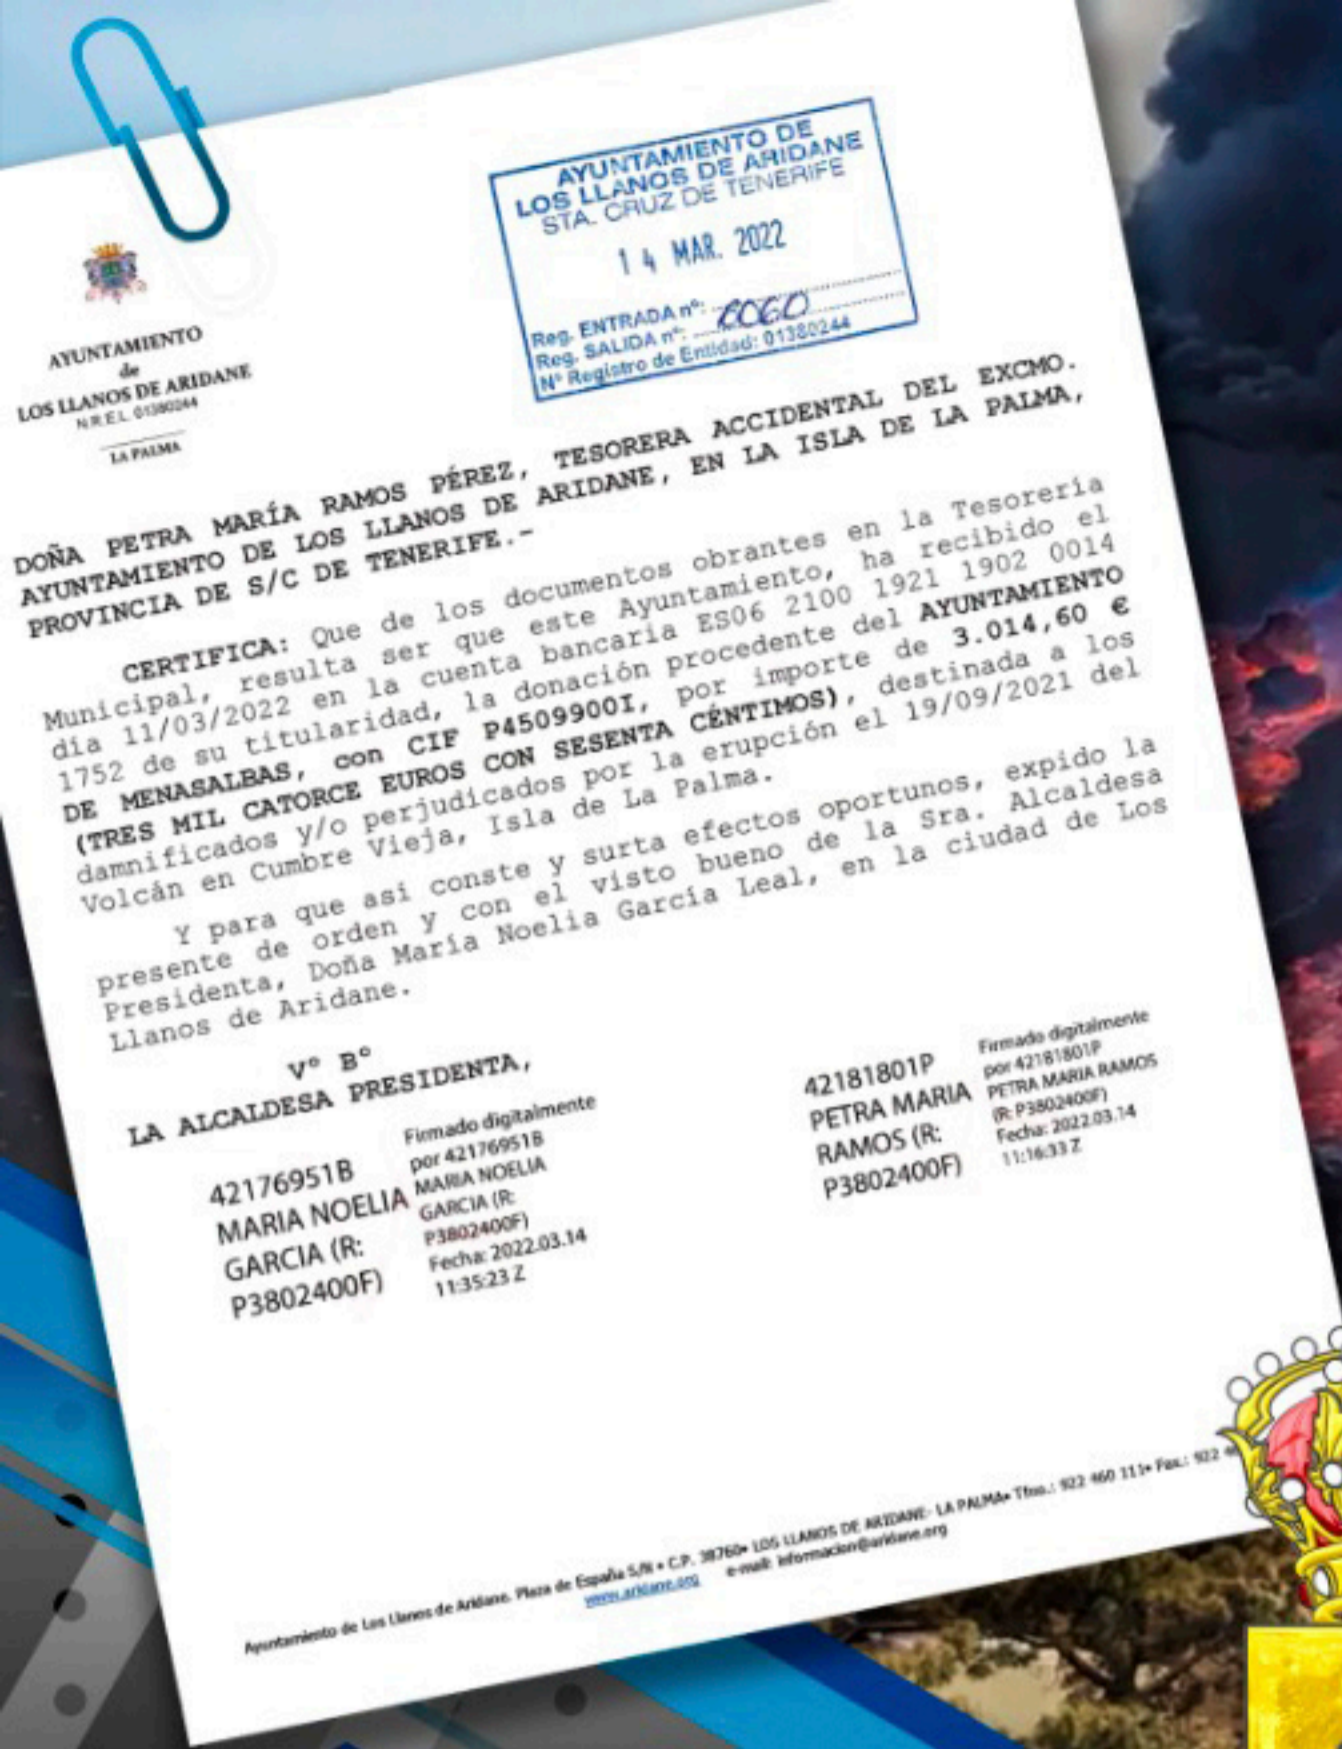 AYUNTAMIENTO
de
LOS LLANOS DE ARIDANE
N.R.E.L. 01380244
LA PALMA
AYUNTAMIENTO DE
LOS LLANOS DE ARIDANE
STA. CRUZ DE TENERIFE
14 MAR. 2022
Reg. ENTRADA nº:
Reg. SALIDA nº:
Nº Registro de Entidad: 01380244
DOÑA PETRA MARÍA RAMOS PÉREZ, TESORERA ACCIDENTAL DEL EXCMO.
AYUNTAMIENTO DE LOS LLANOS DE ARIDANE, EN LA ISLA DE LA PALMA,
PROVINCIA DE S/C DE TENERIFE.-
CERTIFICA: Que de los documentos obrantes en la Tesorería
Municipal, resulta ser que este Ayuntamiento, ha recibido el
día 11/03/2022 en la cuenta bancaria ES06 2100 1921 1902 0014
1752 de su titularidad, la donación procedente del AYUNTAMIENTO
DE MENASALBAS, con CIF P4509900I, por importe de 3.014,60 €
(TRES MIL CATORCE EUROS CON SESENTA CÉNTIMOS), destinada a los
damnificados y/o perjudicados por la erupción el 19/09/2021 del
Volcán en Cumbre Vieja, Isla de La Palma.
Y para que asi conste y surta efectos oportunos, expido la
presente de orden y con el visto bueno de la Sra. Alcaldesa
Presidenta, Doña María Noelia García Leal, en la ciudad de Los
Llanos de Aridane.
Vº Bº
LA ALCALDESA PRESIDENTA,
42176951B
MARIA NOELIA
GARCIA (R:
P3802400F)
Firmado digitalmente
por 42176951B
MARIA NOELIA
GARCIA (R:
P3802400F)
Fecha: 2022.03.14
11:35:23 Z
42181801P
PETRA MARIA
RAMOS (R:
P3802400F)
Firmado digitalmente
por 42181801P
PETRA MARIA RAMOS
(R: P3802400F)
Fecha: 2022.03.14
11:16:33 Z
Ayuntamiento de Los Llanos de Aridane. Plaza de España S/N • C.P. 38760• LOS LLANOS DE ARIDANE- LA PALMA• Tfno.: 922 460 111• Fax.: 922
www.aridane.org e-mail: informacion@aridane.org